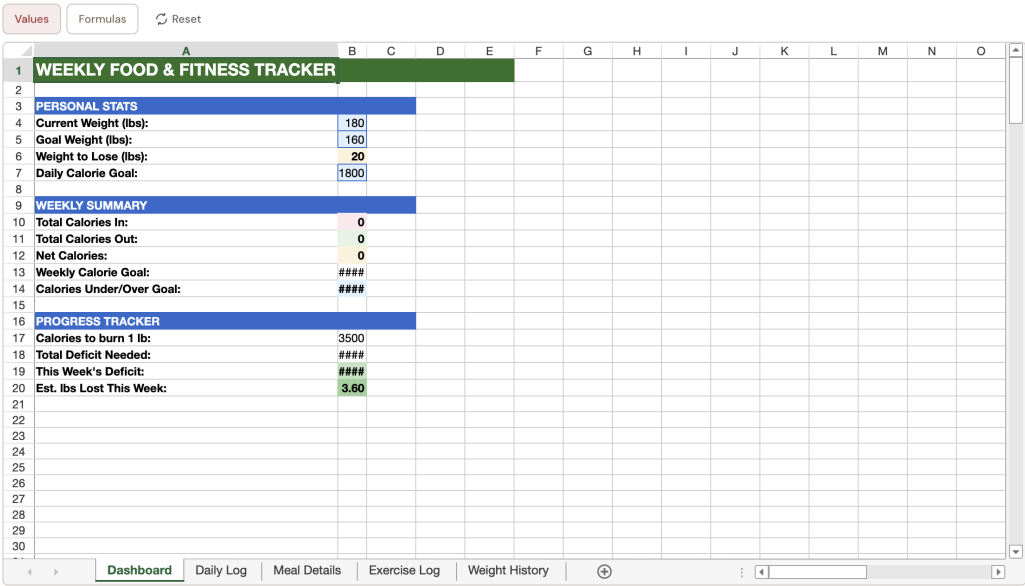 Values Formulas Reset
A B C D E F G H I J K L M N O
1 WEEKLY FOOD & FITNESS TRACKER
2
3 PERSONAL STATS
4 Current Weight (lbs): 180
5 Goal Weight (lbs): 160
6 Weight to Lose (lbs): 20
7 Daily Calorie Goal: 1800
8
9 WEEKLY SUMMARY
10 Total Calories In: 0
11 Total Calories Out: 0
12 Net Calories: 0
13 Weekly Calorie Goal: ####
14 Calories Under/Over Goal: ####
15
16 PROGRESS TRACKER
17 Calories to burn 1 lb: 3500
18 Total Deficit Needed: ####
19 This Week's Deficit: ####
20 Est. lbs Lost This Week: 3.60
21
22
23
24
25
26
27
28
29
30
Dashboard Daily Log Meal Details Exercise Log Weight History